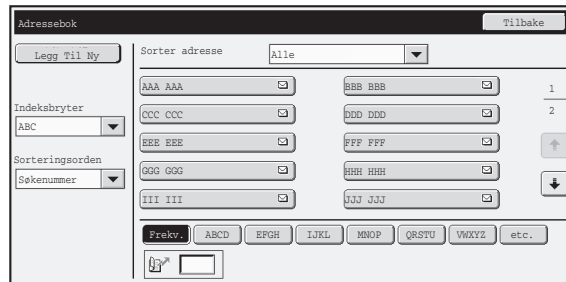 Adressebok Tilbake
Legg Til Ny
Sorter adresse Alle
AAA AAA BBB BBB 1
Indeksbryter CCC CCC DDD DDD 2
ABC
EEE EEE FFF FFF
Sorteringsorden GGG GGG HHH HHH
Søkenummer
III III JJJ JJJ
Frekv. ABCD EFGH IJKL MNOP QRSTU VWXYZ etc.